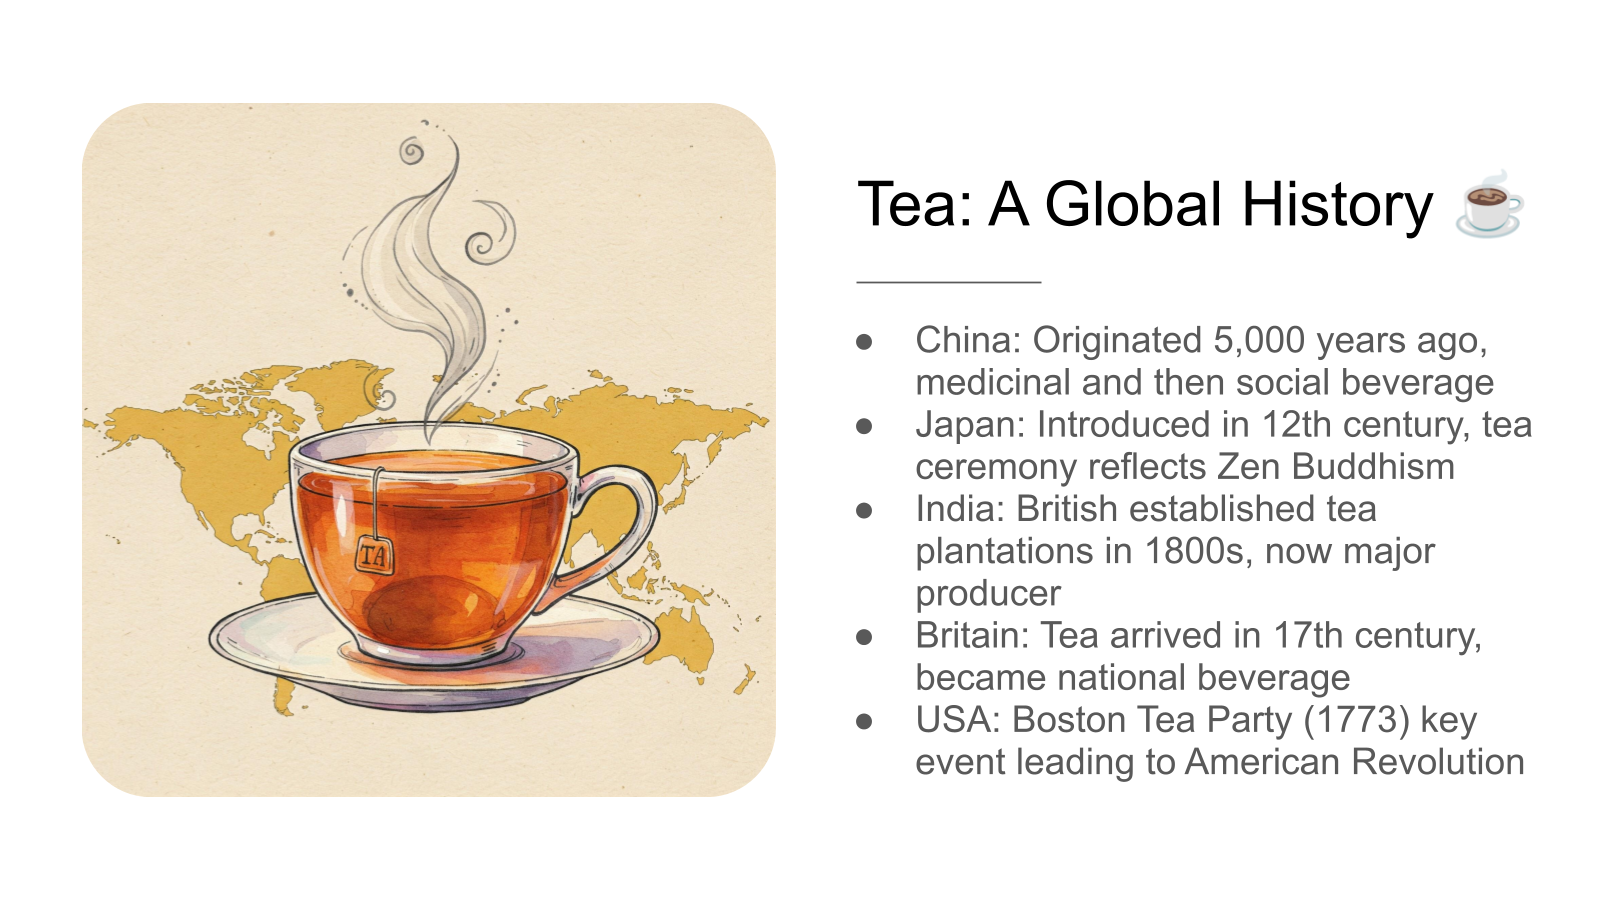 Tea: A Global History ☕
● China: Originated 5,000 years ago,
medicinal and then social beverage
● Japan: Introduced in 12th century, tea
ceremony reflects Zen Buddhism
● India: British established tea
plantations in 1800s, now major
producer
● Britain: Tea arrived in 17th century,
became national beverage
● USA: Boston Tea Party (1773) key
event leading to American Revolution
TA